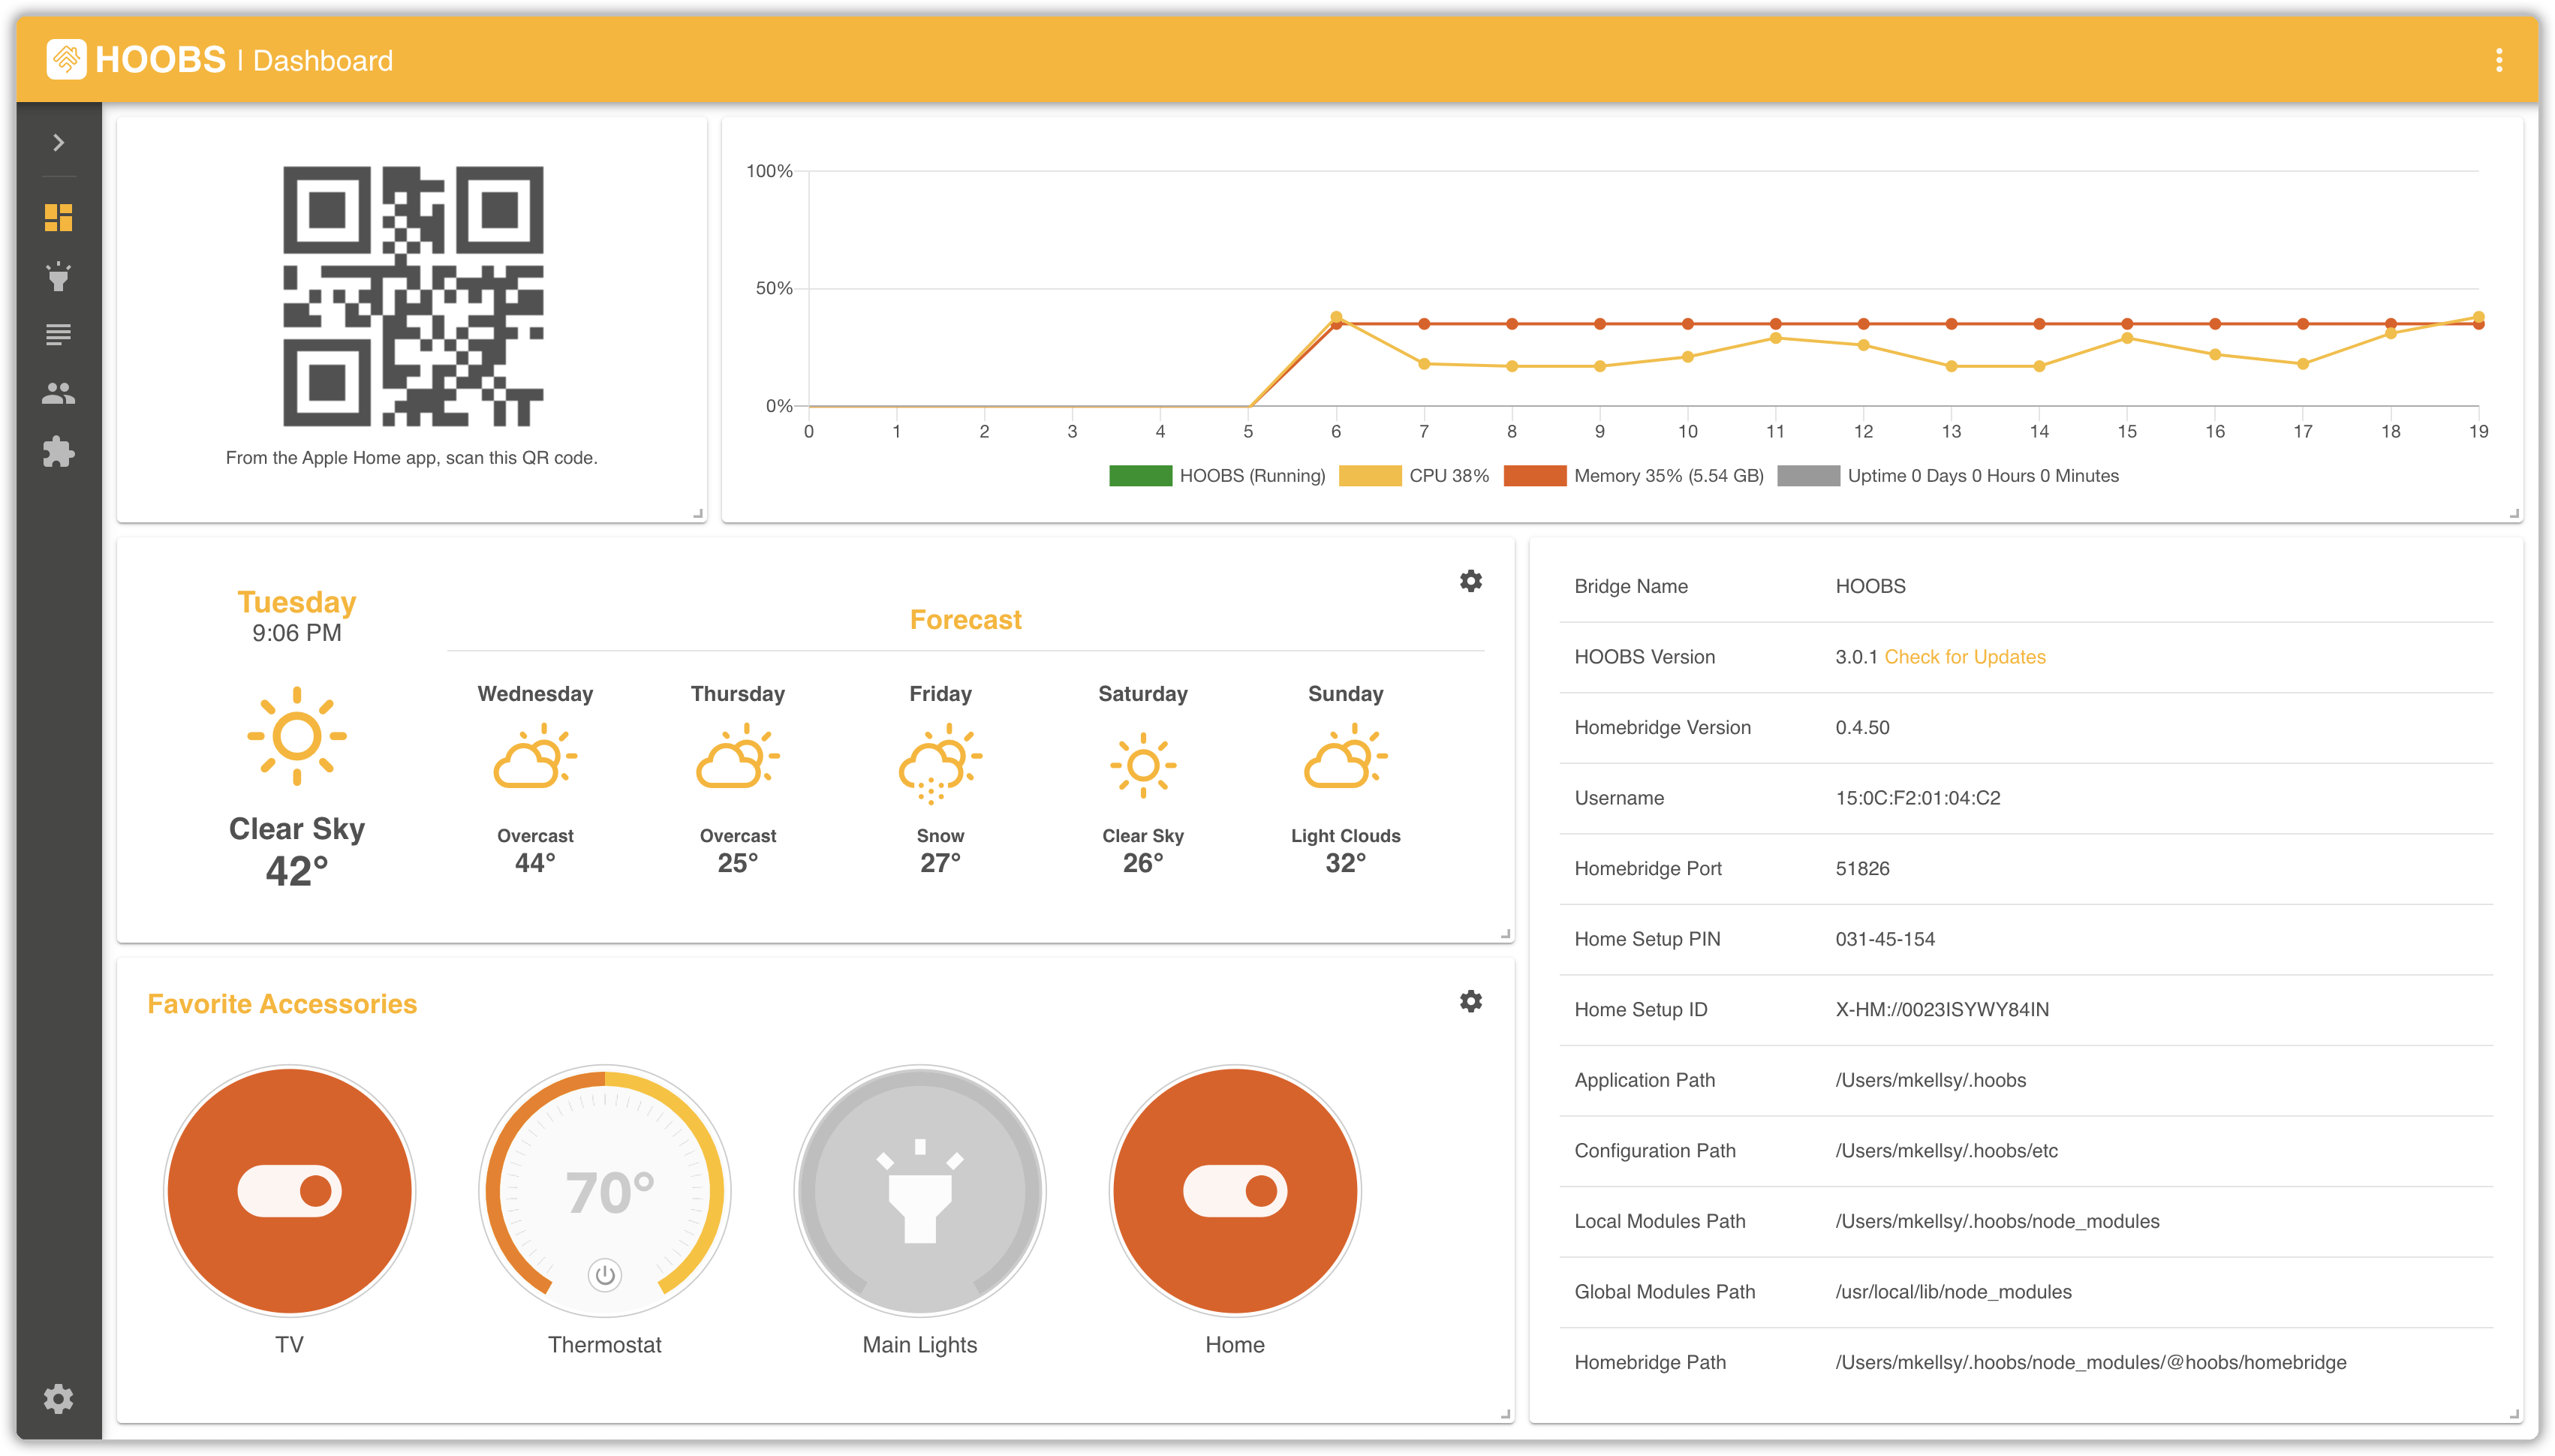 HOOBS | Dashboard
From the Apple Home app, scan this QR code.
100%
50%
0%
0 1 2 3 4 5 6 7 8 9 10 11 12 13 14 15 16 17 18 19
HOOBS (Running) CPU 38% Memory 35% (5.54 GB) Uptime 0 Days 0 Hours 0 Minutes
Tuesday
9:06 PM
Clear Sky
42°
Forecast
Wednesday Thursday Friday Saturday Sunday
Overcast Overcast Snow Clear Sky Light Clouds
44° 25° 27° 26° 32°
Favorite Accessories
70°
TV Thermostat Main Lights Home
Bridge Name HOOBS
HOOBS Version 3.0.1 Check for Updates
Homebridge Version 0.4.50
Username 15:0C:F2:01:04:C2
Homebridge Port 51826
Home Setup PIN 031-45-154
Home Setup ID X-HM://0023ISYWY84IN
Application Path /Users/mkellsy/.hoobs
Configuration Path /Users/mkellsy/.hoobs/etc
Local Modules Path /Users/mkellsy/.hoobs/node_modules
Global Modules Path /usr/local/lib/node_modules
Homebridge Path /Users/mkellsy/.hoobs/node_modules/@hoobs/homebridge